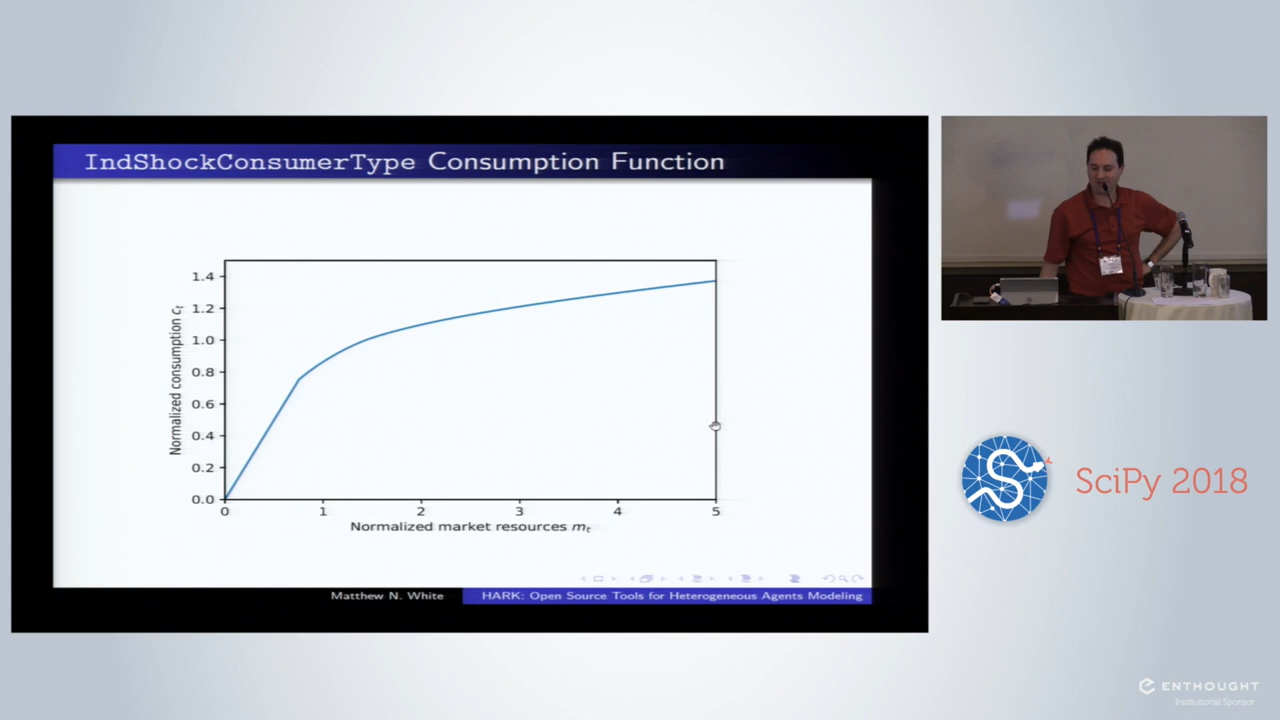 IndShockConsumerType Consumption Function
1.4
1.2
1.0
0.8
0.6
0.4
0.2
0.0
Normalized consumption cₜ
0 1 2 3 4 5
Normalized market resources mₜ
Matthew N. White HARK: Open Source Tools for Heterogeneous Agents Modeling
SciPy 2018
ENTHOUGHT
Institutional Sponsor